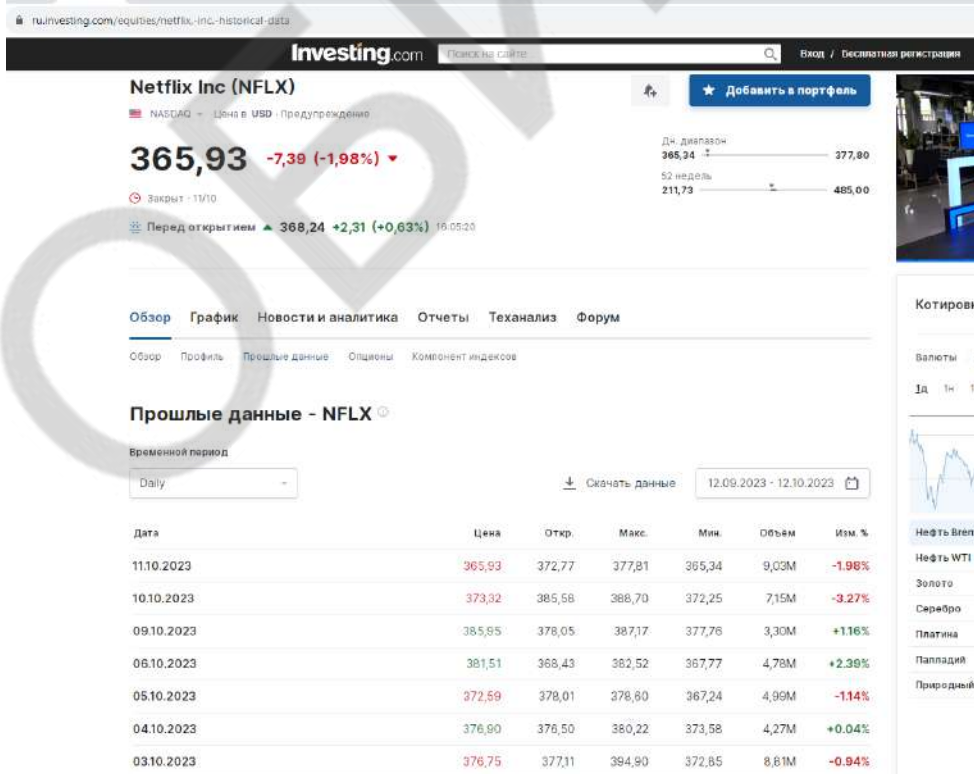 ru.investing.com/equities/netflix,-inc.-historical-data
Investing.com Поиск на сайте Вход / Бесплатная регистрация
Netflix Inc (NFLX)
Добавить в портфель
NASDAQ Цена в USD · Предупреждение
365,93 -7,39 (-1,98%)
Дн. диапазон
365,34 377,80
52 недель
211,73 485,00
Закрыт · 11/10
Перед открытием 368,24 +2,31 (+0,63%) 16:05:20
Обзор График Новости и аналитика Отчеты Теханализ Форум
Обзор Профиль Прошлые данные Опционы Компонент индексов
Прошлые данные - NFLX
Временной период
Daily
Скачать данные
12.09.2023 - 12.10.2023
Дата Цена Откр. Макс. Мин. Объём Изм. %
11.10.2023 365,93 372,77 377,81 365,34 9,03M -1.98%
10.10.2023 373,32 385,58 388,70 372,25 7,15M -3.27%
09.10.2023 385,95 378,05 387,17 377,76 3,30M +1.16%
06.10.2023 381,51 368,43 382,52 367,77 4,78M +2.39%
05.10.2023 372,59 378,01 378,60 367,24 4,99M -1.14%
04.10.2023 376,90 376,50 380,22 373,58 4,27M +0.04%
03.10.2023 376,75 377,11 394,90 372,85 8,81M -0.94%
Котировк
Валюты
1д 1н 1
Нефть Bren
Нефть WTI
Золото
Серебро
Платина
Палладий
Природный